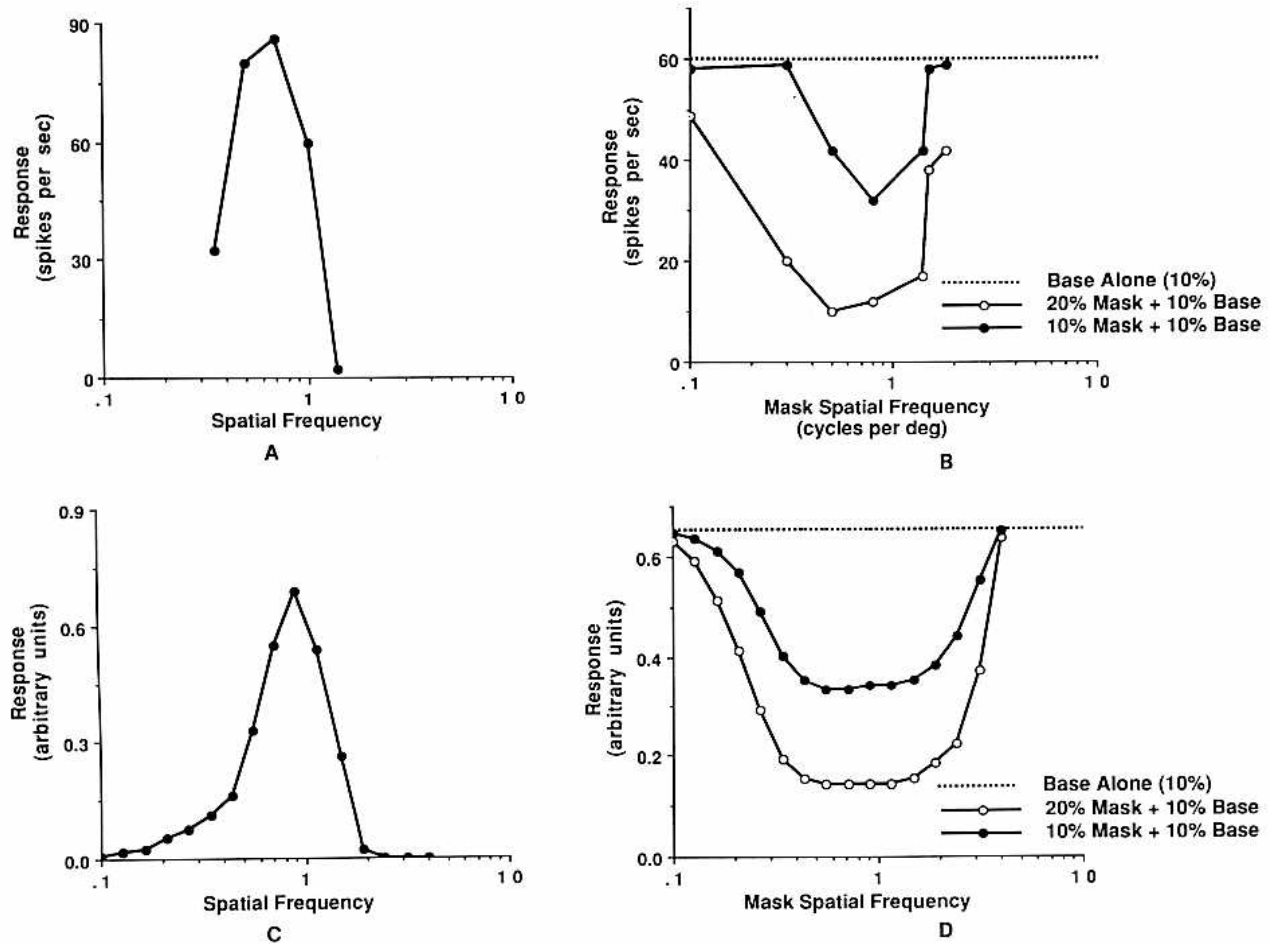 90
60
30
0
.1
1
10
Response
(spikes per sec)
Spatial Frequency
A
60
40
20
0
.1
1
10
Response
(spikes per sec)
Base Alone (10%)
20% Mask + 10% Base
10% Mask + 10% Base
Mask Spatial Frequency
(cycles per deg)
B
0.9
0.6
0.3
0.0
.1
1
10
Response
(arbitrary units)
Spatial Frequency
C
0.6
0.4
0.2
0.0
.1
1
10
Response
(arbitrary units)
Base Alone (10%)
20% Mask + 10% Base
10% Mask + 10% Base
Mask Spatial Frequency
D